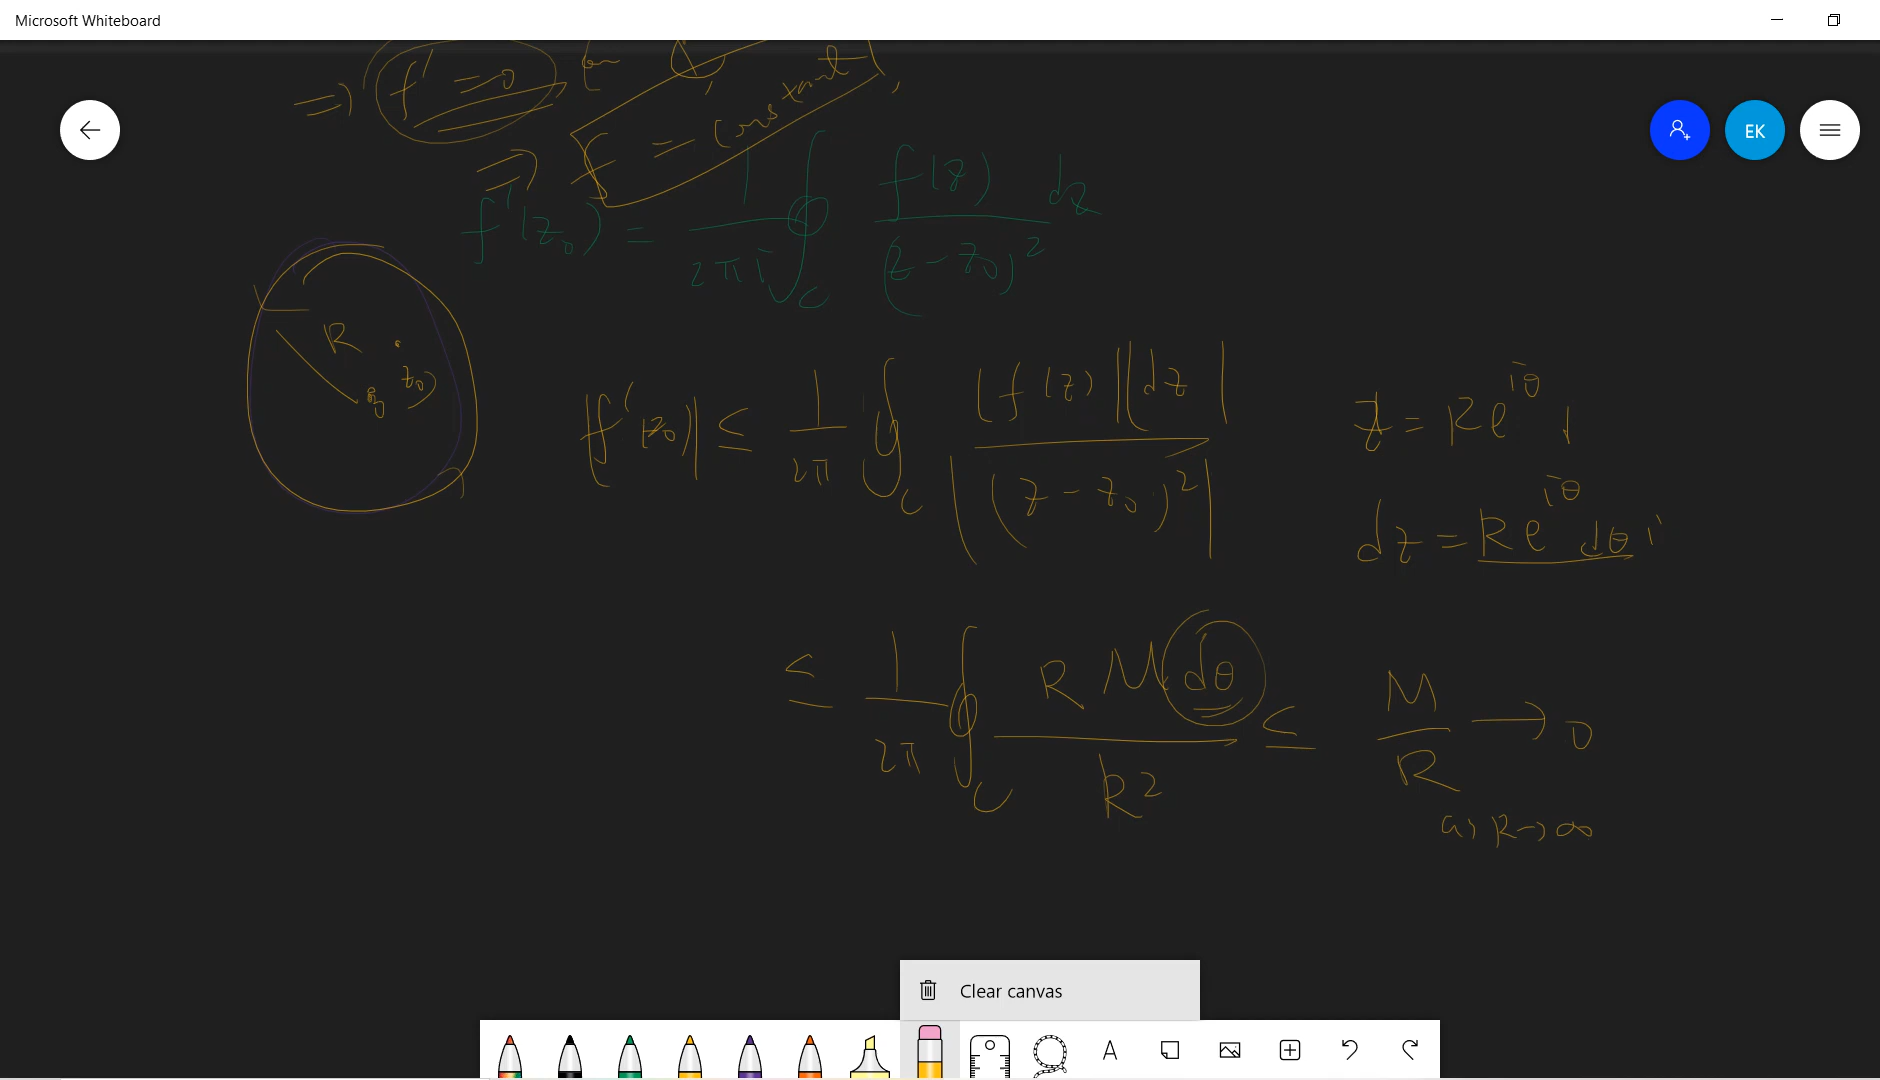 Microsoft Whiteboard
⇒ f' = 0 for
⇒ f = constant,
EK
f'(z₀) = 1/2πi ∮_C f(z)/(z − z₀)² dz
R
z₀
|f'(z₀)| ≤ 1/2π ∮_C |f(z)||dz| / |(z − z₀)²|
z = Re^{iθ}
dz = Re^{iθ} dθ i
≤ 1/2π ∮_C R M dθ / R² ≤ M/R → 0
as R → ∞
Clear canvas